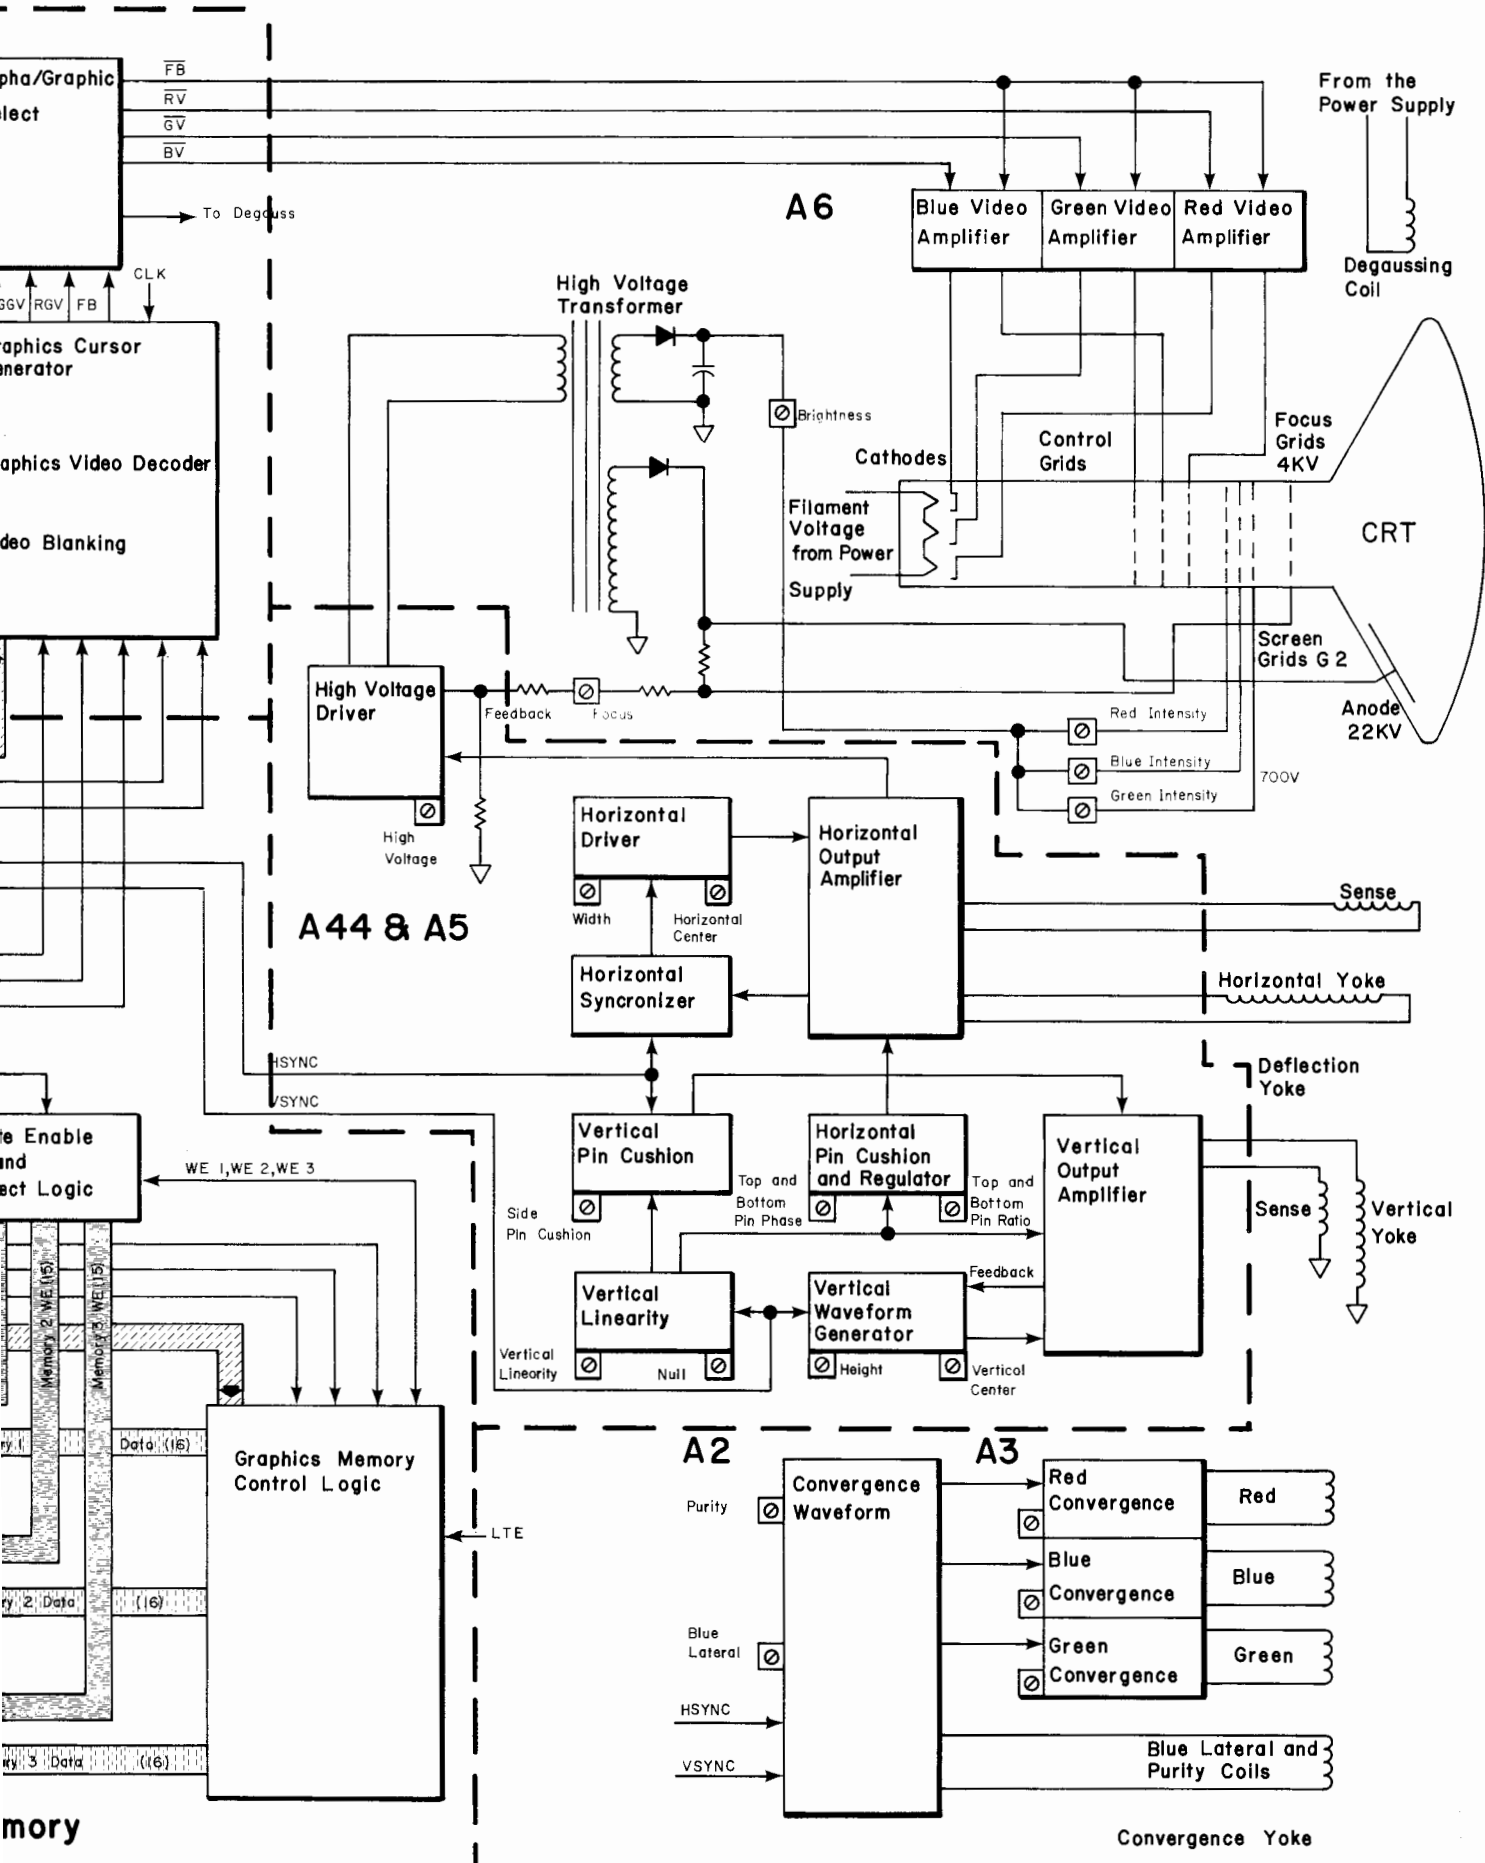 FB
RV
GV
BV
To Degauss
pha/Graphic
lect
CLK
GGV
RGV
FB
raphics Cursor
enerator
aphics Video Decoder
deo Blanking
A6
Blue Video
Amplifier
Green Video
Amplifier
Red Video
Amplifier
From the
Power Supply
Degaussing
Coil
High Voltage
Transformer
Brightness
Cathodes
Control
Grids
Focus
Grids
4KV
Filament
Voltage
from Power
Supply
CRT
Screen
Grids G 2
Anode
22KV
High Voltage
Driver
Feedback
Focus
Red Intensity
Blue Intensity
Green Intensity
700V
High
Voltage
A44 & A5
Horizontal
Driver
Width
Horizontal
Center
Horizontal
Output
Amplifier
Horizontal
Syncronizer
Sense
Horizontal Yoke
Deflection
Yoke
HSYNC
VSYNC
te Enable
and
ect Logic
WE 1,WE 2,WE 3
Vertical
Pin Cushion
Side
Pin Cushion
Horizontal
Pin Cushion
and Regulator
Top and
Bottom
Pin Phase
Top and
Bottom
Pin Ratio
Vertical
Output
Amplifier
Sense
Vertical
Yoke
Feedback
Vertical
Linearity
Vertical
Lineority
Null
Vertical
Waveform
Generator
Height
Verticol
Center
Memory 2 WE (15)
Memory 3 WE (15)
ry 1
Data (16)
ry 2 Data
(16)
ry 3 Data
(16)
Graphics Memory
Control Logic
LTE
mory
A2
A3
Convergence
Waveform
Purity
Blue
Lateral
HSYNC
VSYNC
Red
Convergence
Blue
Convergence
Green
Convergence
Red
Blue
Green
Blue Lateral and
Purity Coils
Convergence Yoke